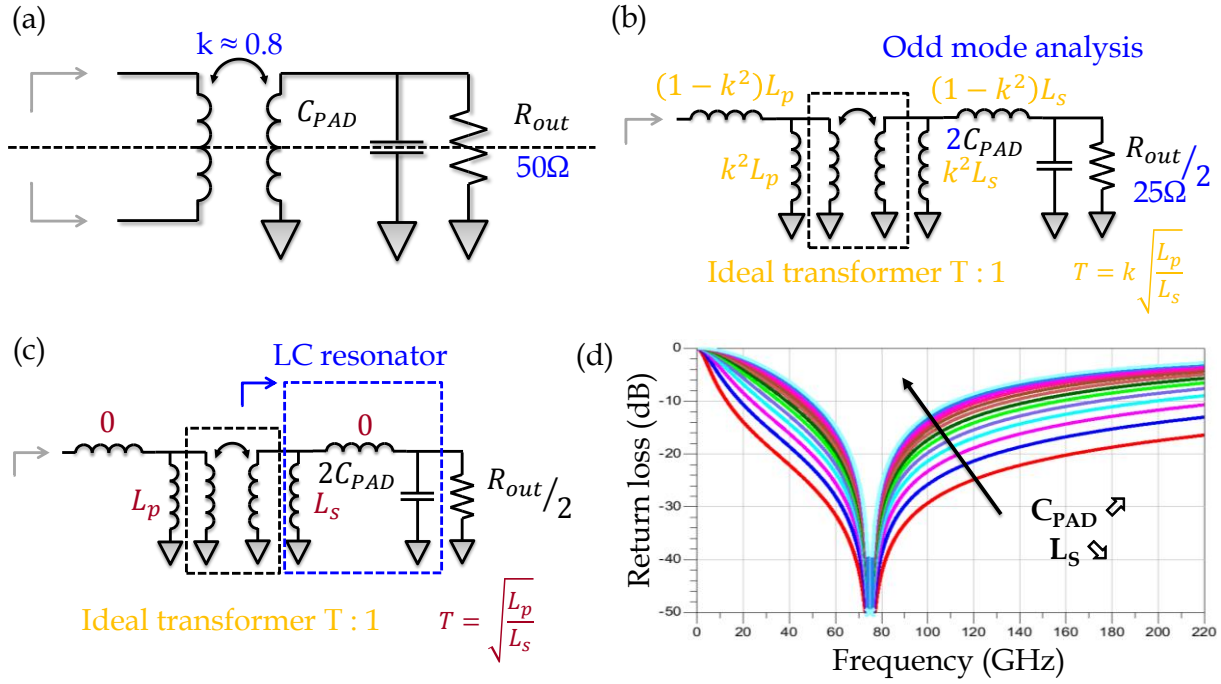 (a)
k ≈ 0.8
C_PAD
R_out
50Ω
(b)
Odd mode analysis
(1 − k²)L_p
(1 − k²)L_s
k²L_p
2C_PAD
k²L_s
R_out/2
25Ω
Ideal transformer T : 1
T = k √(L_p/L_s)
(c)
LC resonator
0
0
L_p
L_s
2C_PAD
R_out/2
Ideal transformer T : 1
T = √(L_p/L_s)
(d)
Return loss (dB)
0
-10
-20
-30
-40
-50
C_PAD ⬀
L_S ⬂
0 20 40 60 80 100 120 140 160 180 200 220
Frequency (GHz)